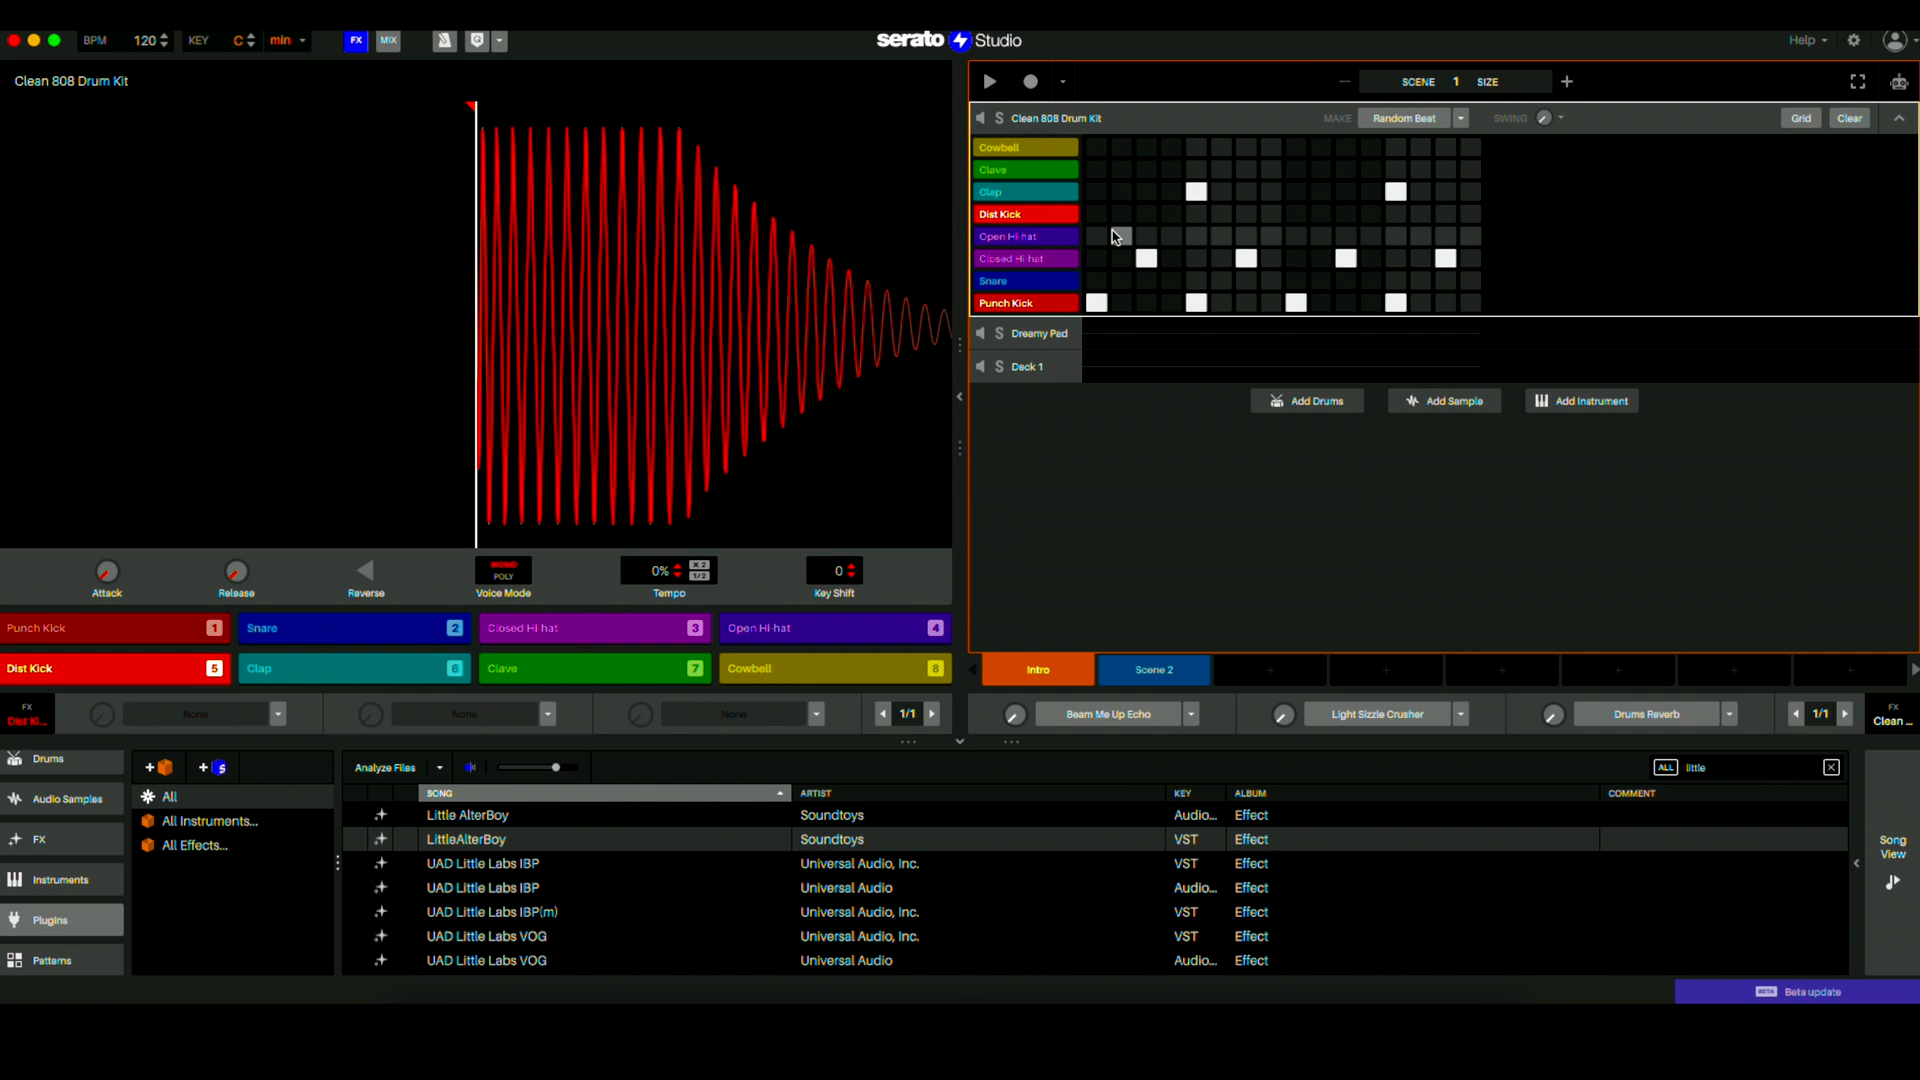 BPM 120 KEY C min FX MIX serato Studio Help
Clean 808 Drum Kit
SCENE 1 SIZE
Clean 808 Drum Kit MAKE Random Beat SWING Grid Clear
Cowbell
Clave
Clap
Dist Kick
Open Hi-hat
Closed Hi-hat
Snare
Punch Kick
S Dreamy Pad
S Deck 1
Add Drums Add Sample Add Instrument
MONO
POLY
0% X 2
1/2
0
Attack Release Reverse Voice Mode Tempo Key Shift
Punch Kick 1 Snare 2 Closed Hi-hat 3 Open Hi-hat 4
Dist Kick 5 Clap 6 Clave 7 Cowbell 8
Intro Scene 2
FX
Dist Ki... None None None 1/1
Beam Me Up Echo Light Sizzle Crusher Drums Reverb 1/1 FX
Clean ...
Drums
Audio Samples
FX
Instruments
Plugins
Patterns
All
All Instruments...
All Effects...
Analyze Files ALL little
SONG ARTIST KEY ALBUM COMMENT
Little AlterBoy Soundtoys Audio... Effect
LittleAlterBoy Soundtoys VST Effect
UAD Little Labs IBP Universal Audio, Inc. VST Effect
UAD Little Labs IBP Universal Audio Audio... Effect
UAD Little Labs IBP(m) Universal Audio, Inc. VST Effect
UAD Little Labs VOG Universal Audio, Inc. VST Effect
UAD Little Labs VOG Universal Audio Audio... Effect
Song
View
BETA Beta update